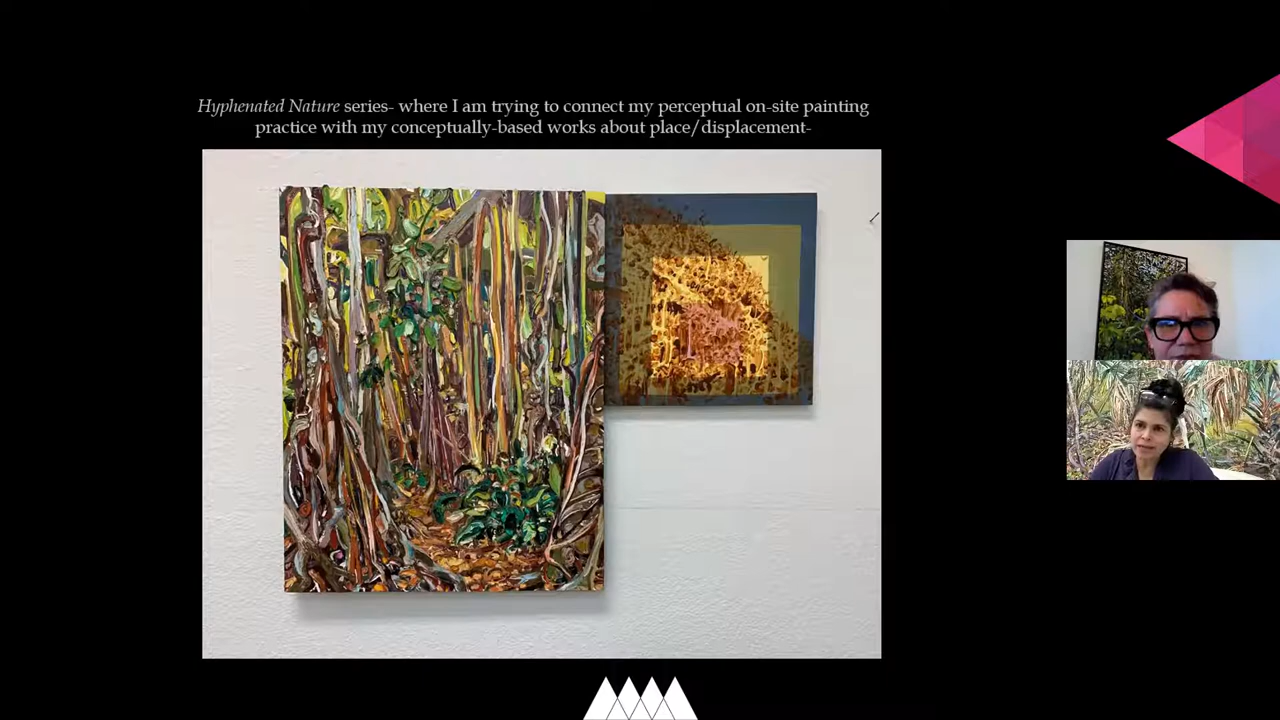 Hyphenated Nature series- where I am trying to connect my perceptual on-site painting
practice with my conceptually-based works about place/displacement-